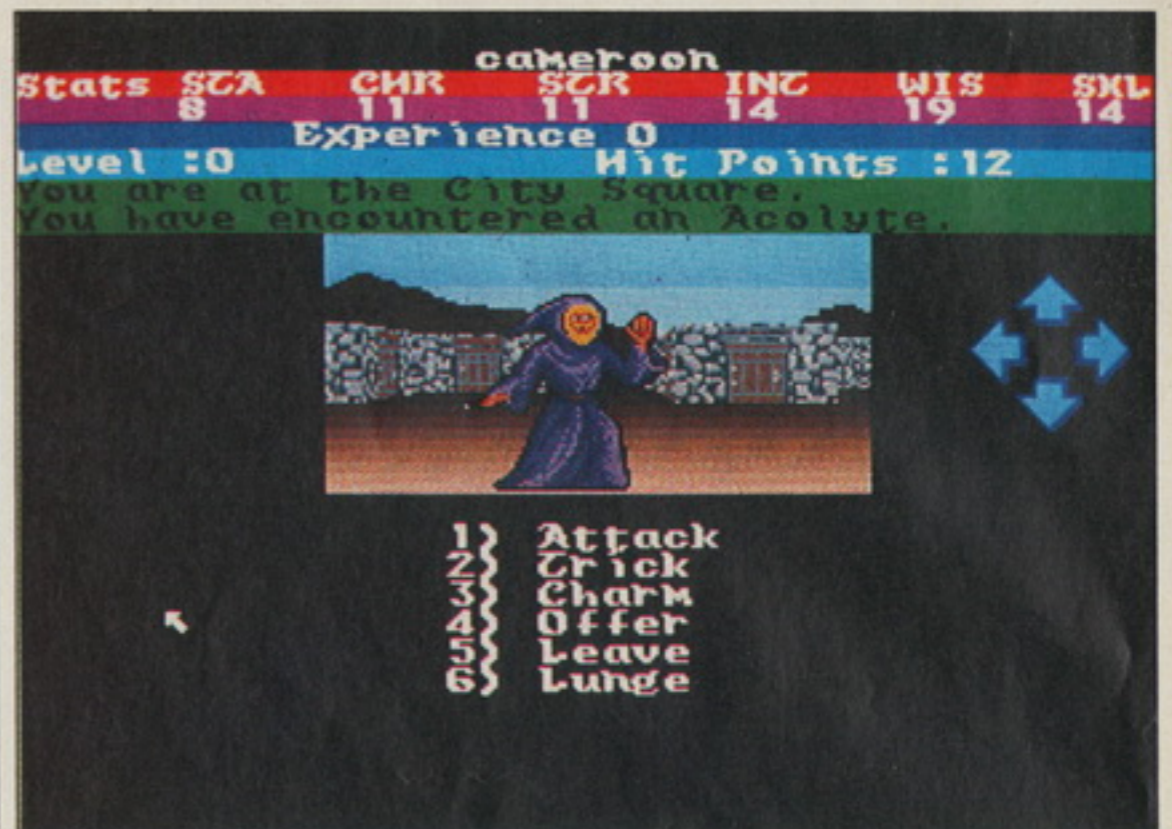 cameroon
Stats STA CHR STR INT WIS SKL
8 11 11 14 19 14
Experience 0
Level :0 Hit Points :12
You are at the City Square.
You have encountered an Acolyte.
1) Attack
2) Trick
3) Charm
4) Offer
5) Leave
6) Lunge